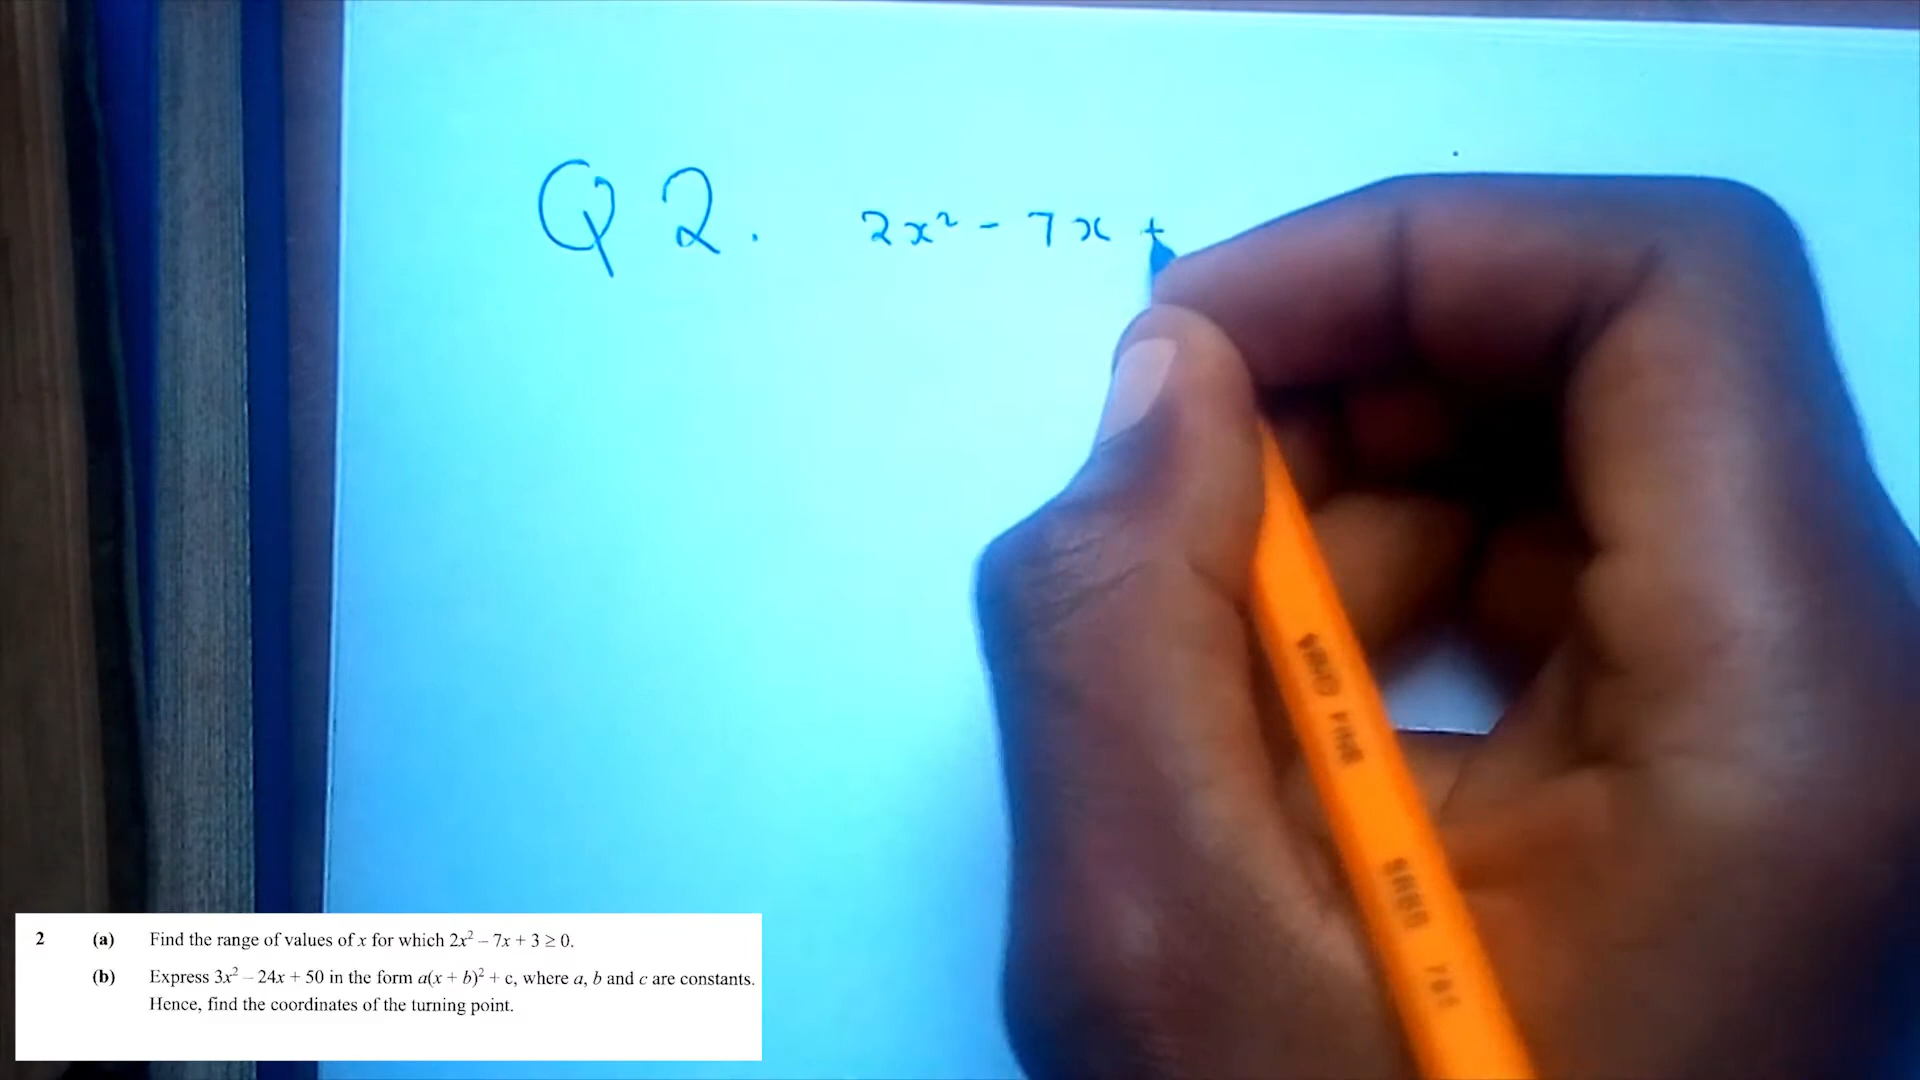 Q 2. 2x² - 7x +
2 (a) Find the range of values of x for which 2x² – 7x + 3 ≥ 0.
(b) Express 3x² – 24x + 50 in the form a(x + b)² + c, where a, b and c are constants.
Hence, find the coordinates of the turning point.